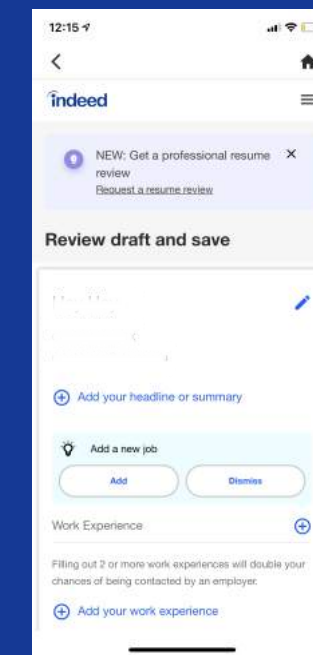 12:15
indeed
NEW: Get a professional resume
review
Request a resume review
Review draft and save
Add your headline or summary
Add a new job
Add
Dismiss
Work Experience
Filling out 2 or more work experiences will double your
chances of being contacted by an employer.
Add your work experience